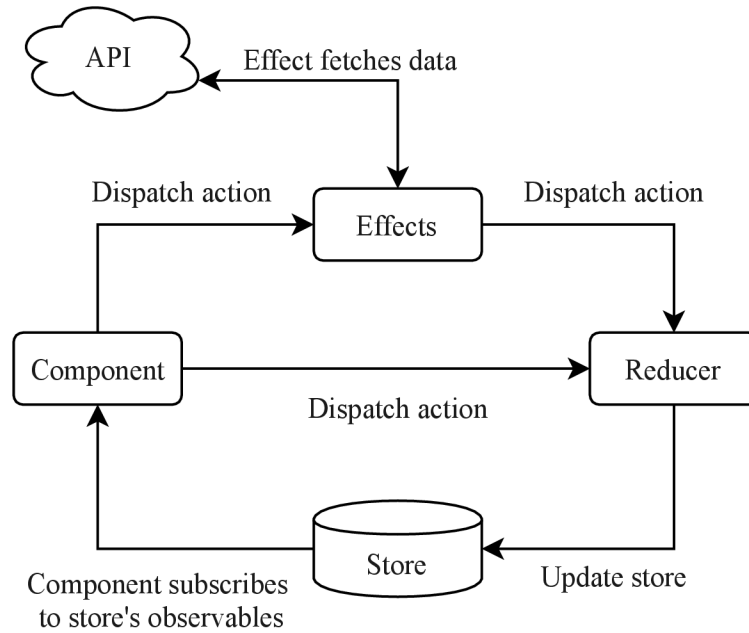 API
Effect fetches data
Dispatch action
Dispatch action
Effects
Component
Reducer
Dispatch action
Store
Update store
Component subscribes
to store's observables